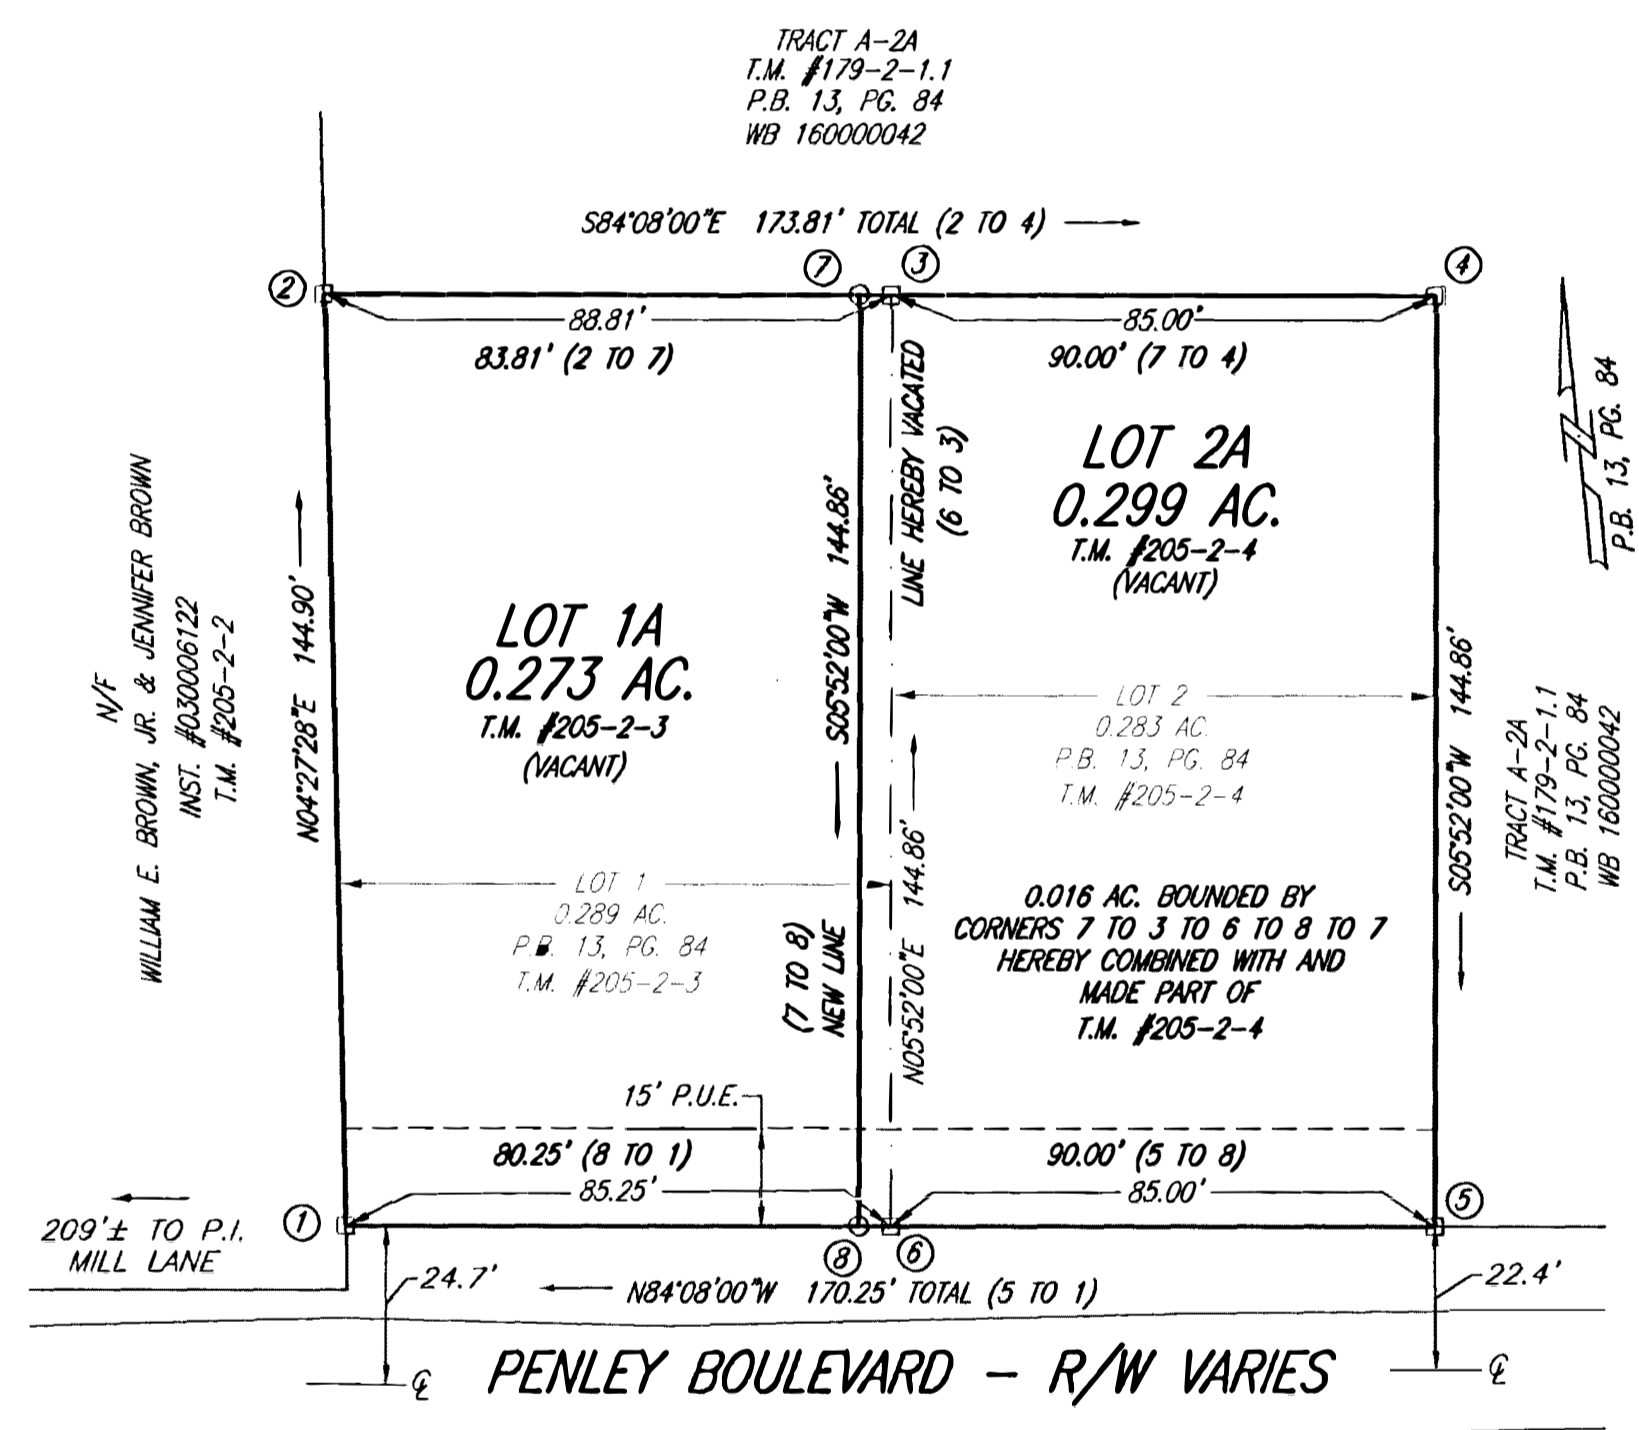 TRACT A-2A
T.M. #179-2-1.1
P.B. 13, PG. 84
WB 160000042
S84°08'00"E 173.81' TOTAL (2 TO 4)
2
7
3
4
88.81'
83.81' (2 TO 7)
85.00'
90.00' (7 TO 4)
P.B. 13, PG. 84
N/F
WILLIAM E. BROWN, JR. & JENNIFER BROWN
INST. #030006122
T.M. #205-2-2
N04°27'28"E 144.90'
LOT 1A
0.273 AC.
T.M. #205-2-3
(VACANT)
LOT 1
0.289 AC.
P.B. 13, PG. 84
T.M. #205-2-3
S05°52'00"W 144.86'
(7 TO 8)
NEW LINE
LINE HEREBY VACATED
(6 TO 3)
N05°52'00"E 144.86'
LOT 2A
0.299 AC.
T.M. #205-2-4
(VACANT)
LOT 2
0.283 AC.
P.B. 13, PG. 84
T.M. #205-2-4
0.016 AC. BOUNDED BY
CORNERS 7 TO 3 TO 6 TO 8 TO 7
HEREBY COMBINED WITH AND
MADE PART OF
T.M. #205-2-4
S05°52'00"W 144.86'
TRACT A-2A
T.M. #179-2-1.1
P.B. 13, PG. 84
WB 160000042
15' P.U.E.
80.25' (8 TO 1)
85.25'
90.00' (5 TO 8)
85.00'
1
8
6
5
209'± TO P.I.
MILL LANE
24.7'
N84°08'00"W 170.25' TOTAL (5 TO 1)
22.4'
℄
PENLEY BOULEVARD - R/W VARIES
℄